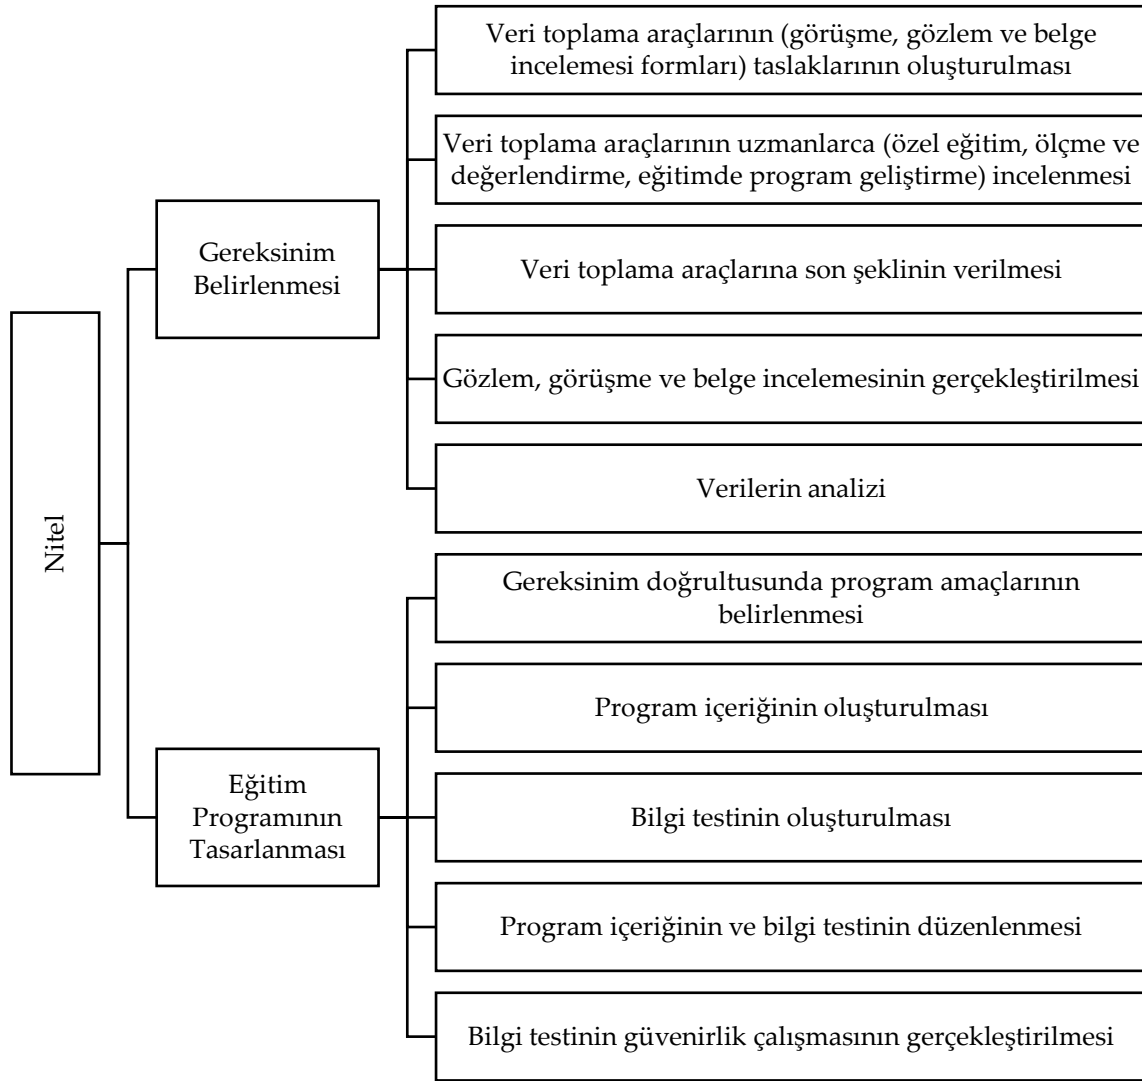 Nitel
Gereksinim
Belirlenmesi
Veri toplama araçlarının (görüşme, gözlem ve belge
incelemesi formları) taslaklarının oluşturulması
Veri toplama araçlarının uzmanlarca (özel eğitim, ölçme ve
değerlendirme, eğitimde program geliştirme) incelenmesi
Veri toplama araçlarına son şeklinin verilmesi
Gözlem, görüşme ve belge incelemesinin gerçekleştirilmesi
Verilerin analizi
Eğitim
Programının
Tasarlanması
Gereksinim doğrultusunda program amaçlarının
belirlenmesi
Program içeriğinin oluşturulması
Bilgi testinin oluşturulması
Program içeriğinin ve bilgi testinin düzenlenmesi
Bilgi testinin güvenirlik çalışmasının gerçekleştirilmesi